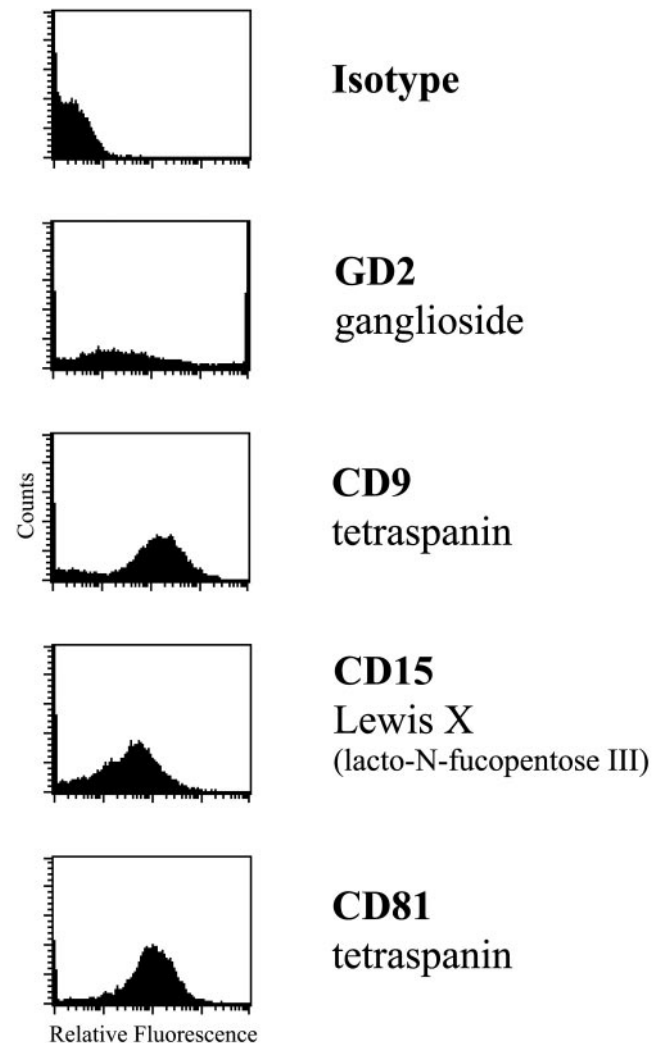 Isotype
GD2
ganglioside
CD9
tetraspanin
Counts
CD15
Lewis X
(lacto-N-fucopentose III)
CD81
tetraspanin
Relative Fluorescence